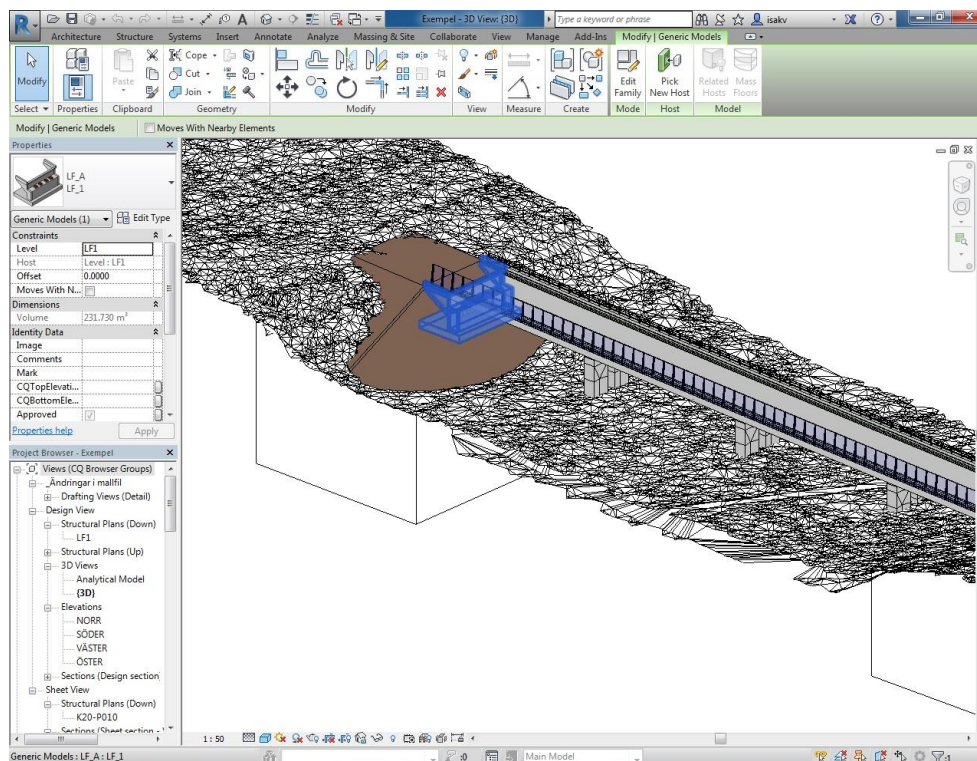 Exempel - 3D View: {3D}
Type a keyword or phrase
isakv
Architecture Structure Systems Insert Annotate Analyze Massing & Site Collaborate View Manage Add-Ins Modify | Generic Models
Modify
Paste
Cope
Cut
Join
Edit Family
Pick New Host
Related Hosts
Mass Floors
Select Properties Clipboard Geometry Modify View Measure Create Mode Host Model
Modify | Generic Models Moves With Nearby Elements
Properties
LF_A
LF_1
Generic Models (1) Edit Type
Constraints
Level LF1
Host Level : LF1
Offset 0.0000
Moves With N...
Dimensions
Volume 231.730 m³
Identity Data
Image
Comments
Mark
CQTopElevati...
CQBottomEle...
Approved
Properties help Apply
Project Browser - Exempel
Views (CQ Browser Groups)
_Ändringar i mallfil
Drafting Views (Detail)
Design View
Structural Plans (Down)
LF1
Structural Plans (Up)
3D Views
Analytical Model
{3D}
Elevations
NORR
SÖDER
VÄSTER
ÖSTER
Sections (Design section)
Sheet View
Structural Plans (Down)
K20-P010
Sections (Sheet section -
1 : 50
Generic Models : LF_A : LF_1
:0 Main Model :1